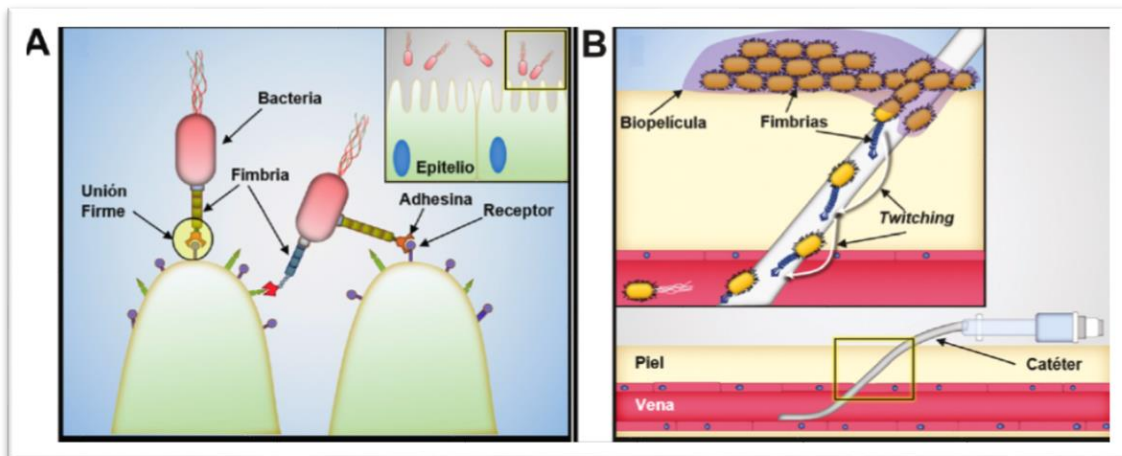 A
Bacteria
Fimbria
Unión
Firme
Adhesina
Receptor
Epitelio
B
Biopelícula
Fimbrias
Twitching
Piel
Catéter
Vena